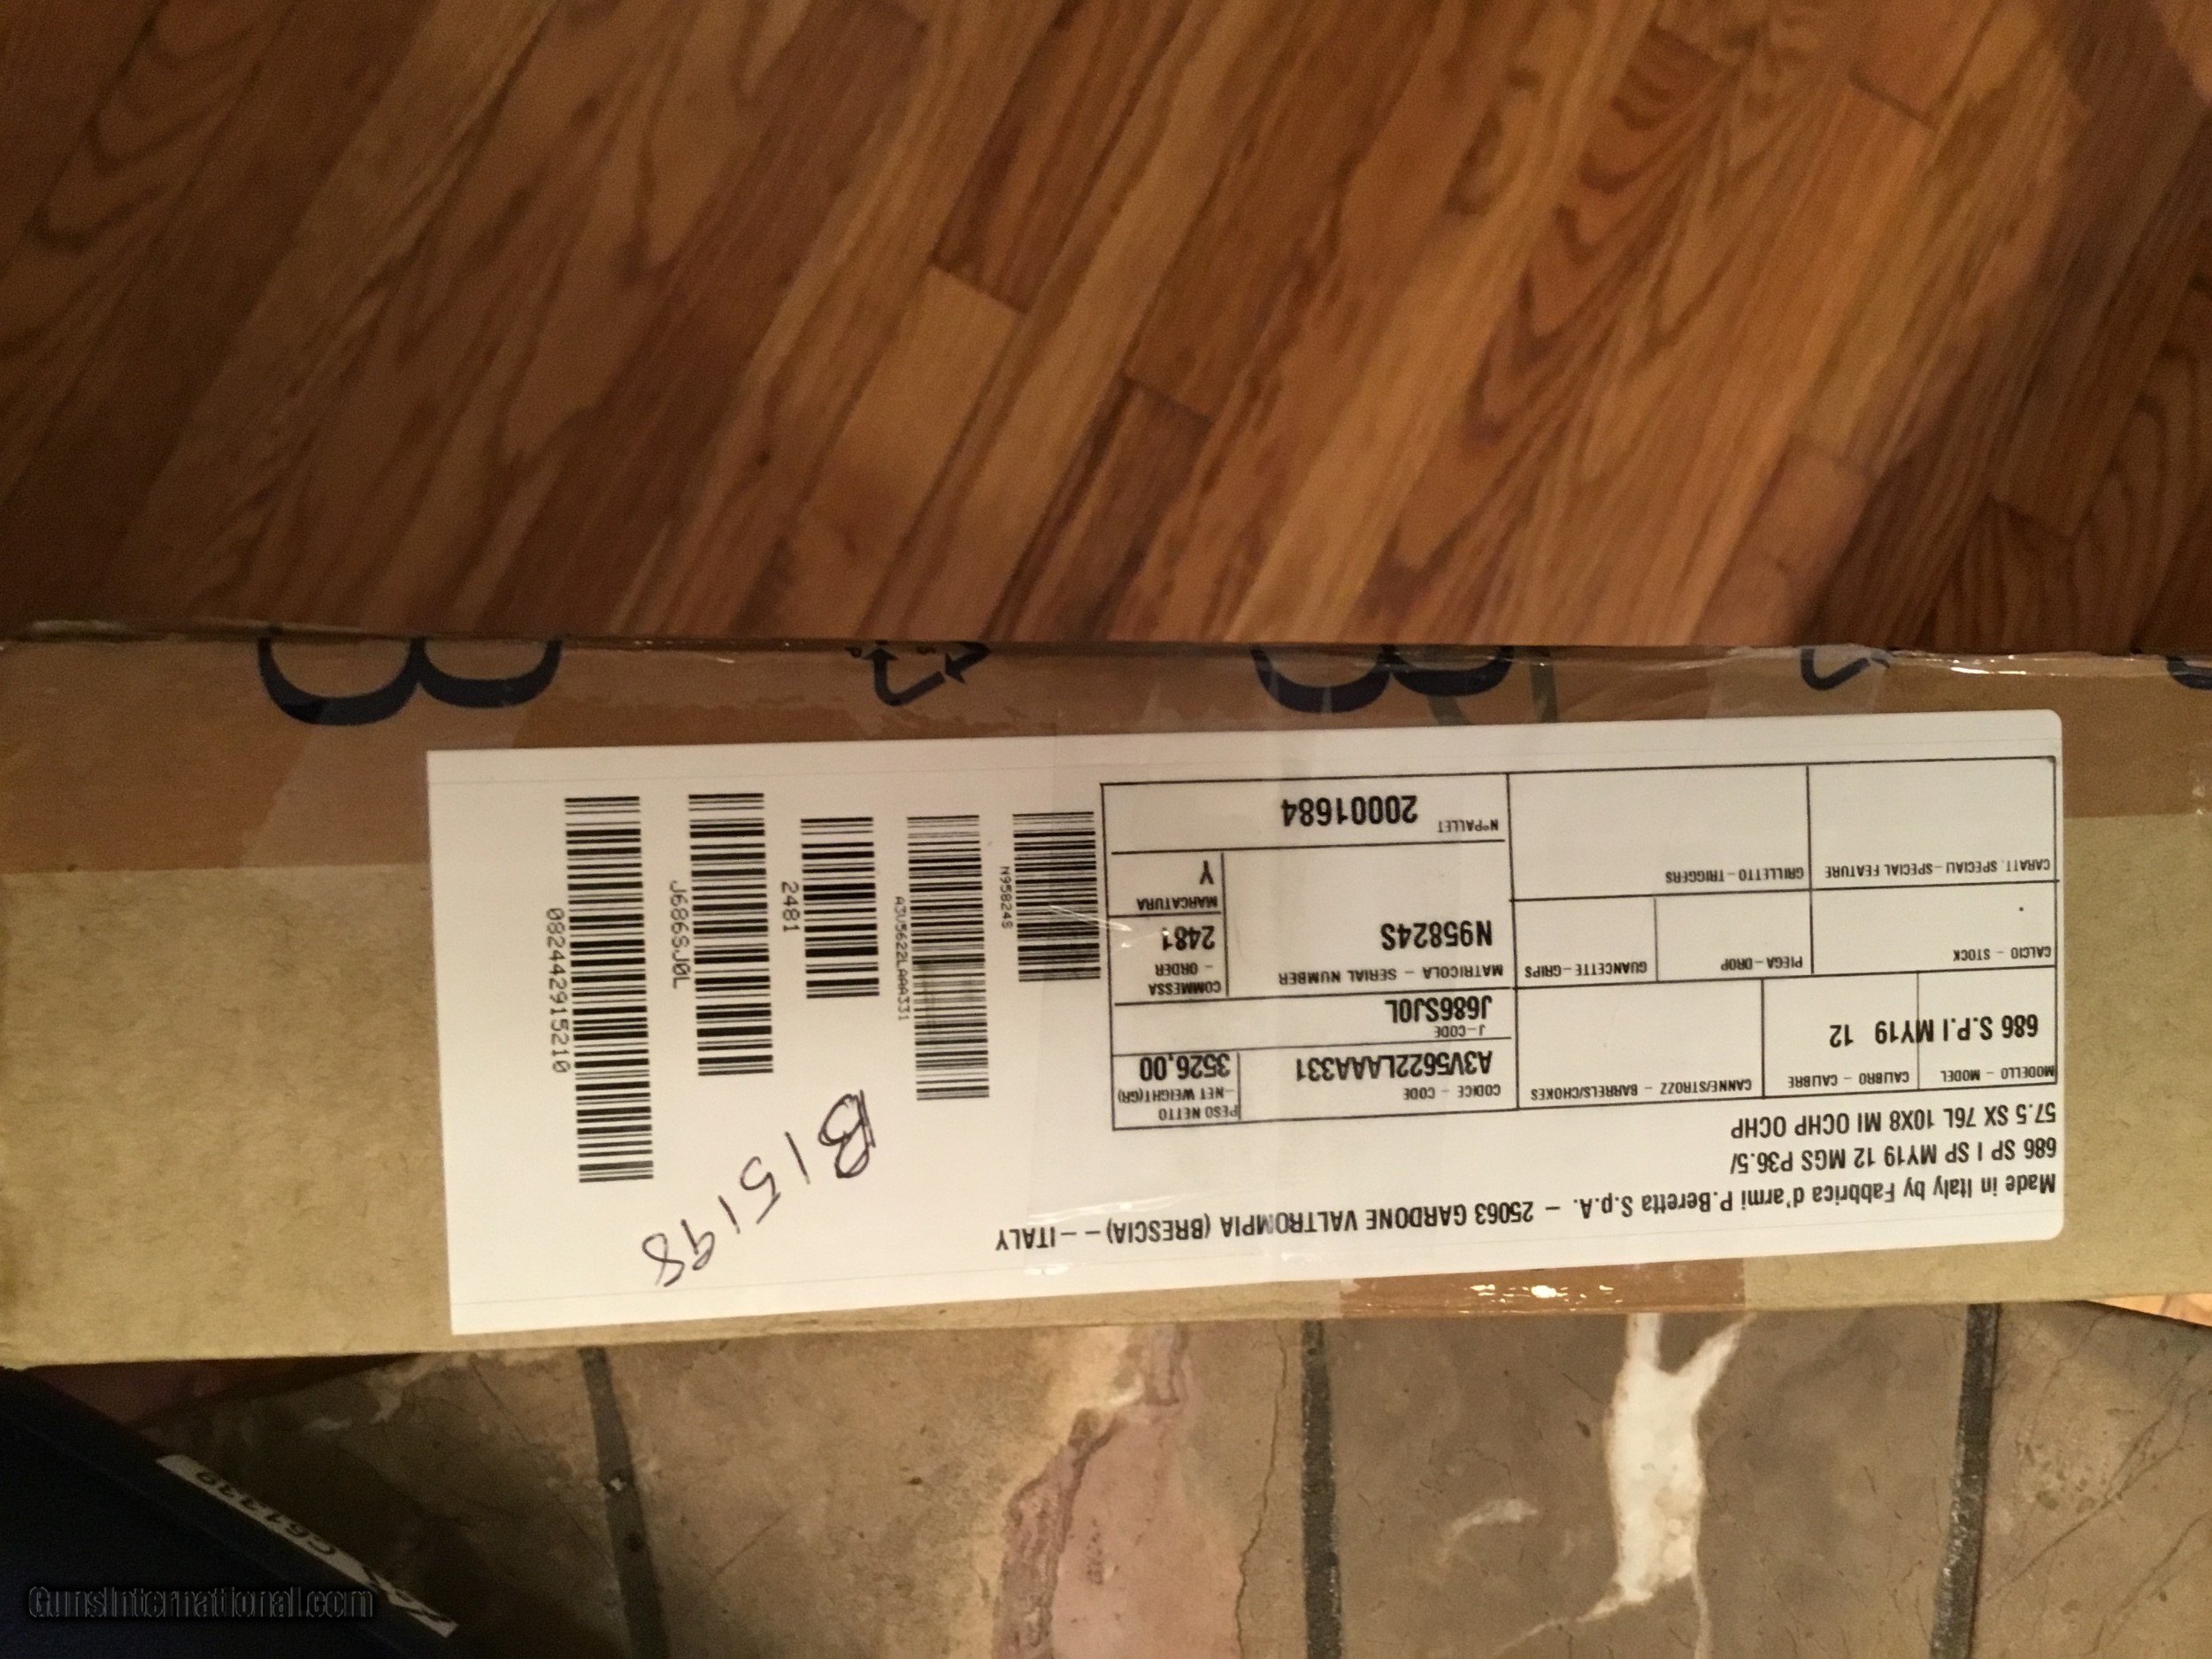 Made in Italy by Fabbrica d'armi P.Beretta S.p.A. - 25063 GARDONE VALTROMPIA (BRESCIA) - - ITALY
686 SP I SP MY19 12 MGS P36.5/
57.5 SX 76L 10X8 MI OCHP OCHP
MODELLO - MODEL
CALIBRO - CALIBRE
CANNE/STROZZ - BARRELS/CHOKES
686 S.P.I MY19 12
CALCIO - STOCK
PIEGA-DROP
GUANCETTE-GRIPS
CARATT. SPECIALI-SPECIAL FEATURE
GRILLETTO-TRIGGERS
CODICE - CODE
A3V5622LAAA331
PESO NETTO
-NET WEIGHT(GR)
3526,00
J-CODE
J686SJ0L
MATRICOLA - SERIAL NUMBER
N95824S
COMMESSA
- ORDER
2481
MARCATURA
Y
N°PALLET
20001684
N95824S
A3V5622LAAA331
2481
J686SJ0L
082442915210
B15198
GunsInternational.com